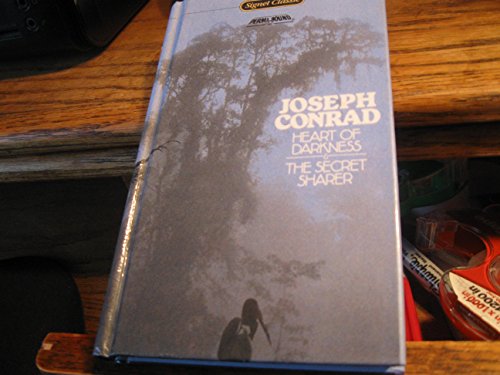 Signet Classic
PERMA-BOUND
JOSEPH
CONRAD
HEART OF
DARKNESS
&
THE SECRET
SHARER